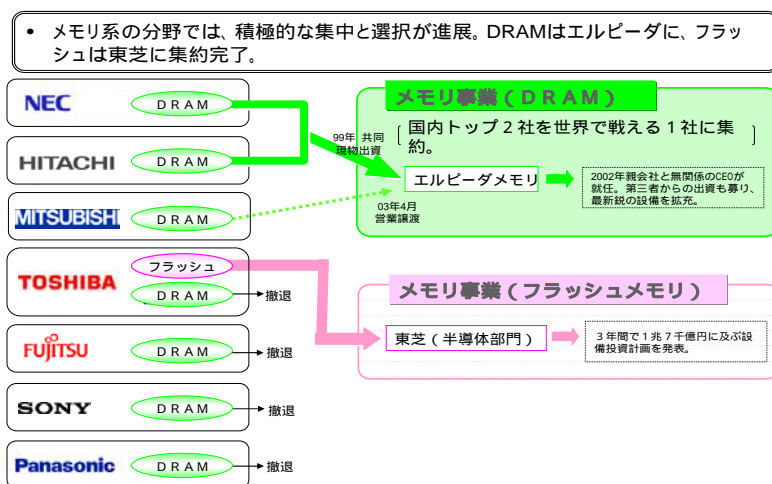 • メモリ系の分野では、積極的な集中と選択が進展。DRAMはエルピーダに、フラッ
シュは東芝に集約完了。
NEC
ＤＲＡＭ
HITACHI
ＤＲＡＭ
MITSUBISHI
ＤＲＡＭ
TOSHIBA
フラッシュ
ＤＲＡＭ
撤退
FUJITSU
ＤＲＡＭ
撤退
SONY
ＤＲＡＭ
撤退
Panasonic
ＤＲＡＭ
撤退
99年 共同
現物出資
03年4月
営業譲渡
メモリ事業（ＤＲＡＭ）
国内トップ２社を世界で戦える１社に集
約。
エルピーダメモリ
2002年親会社と無関係のCEOが
就任。第三者からの出資も募り、
最新鋭の設備を拡充。
メモリ事業（フラッシュメモリ）
東芝（半導体部門）
３年間で１兆７千億円に及ぶ設
備投資計画を発表。